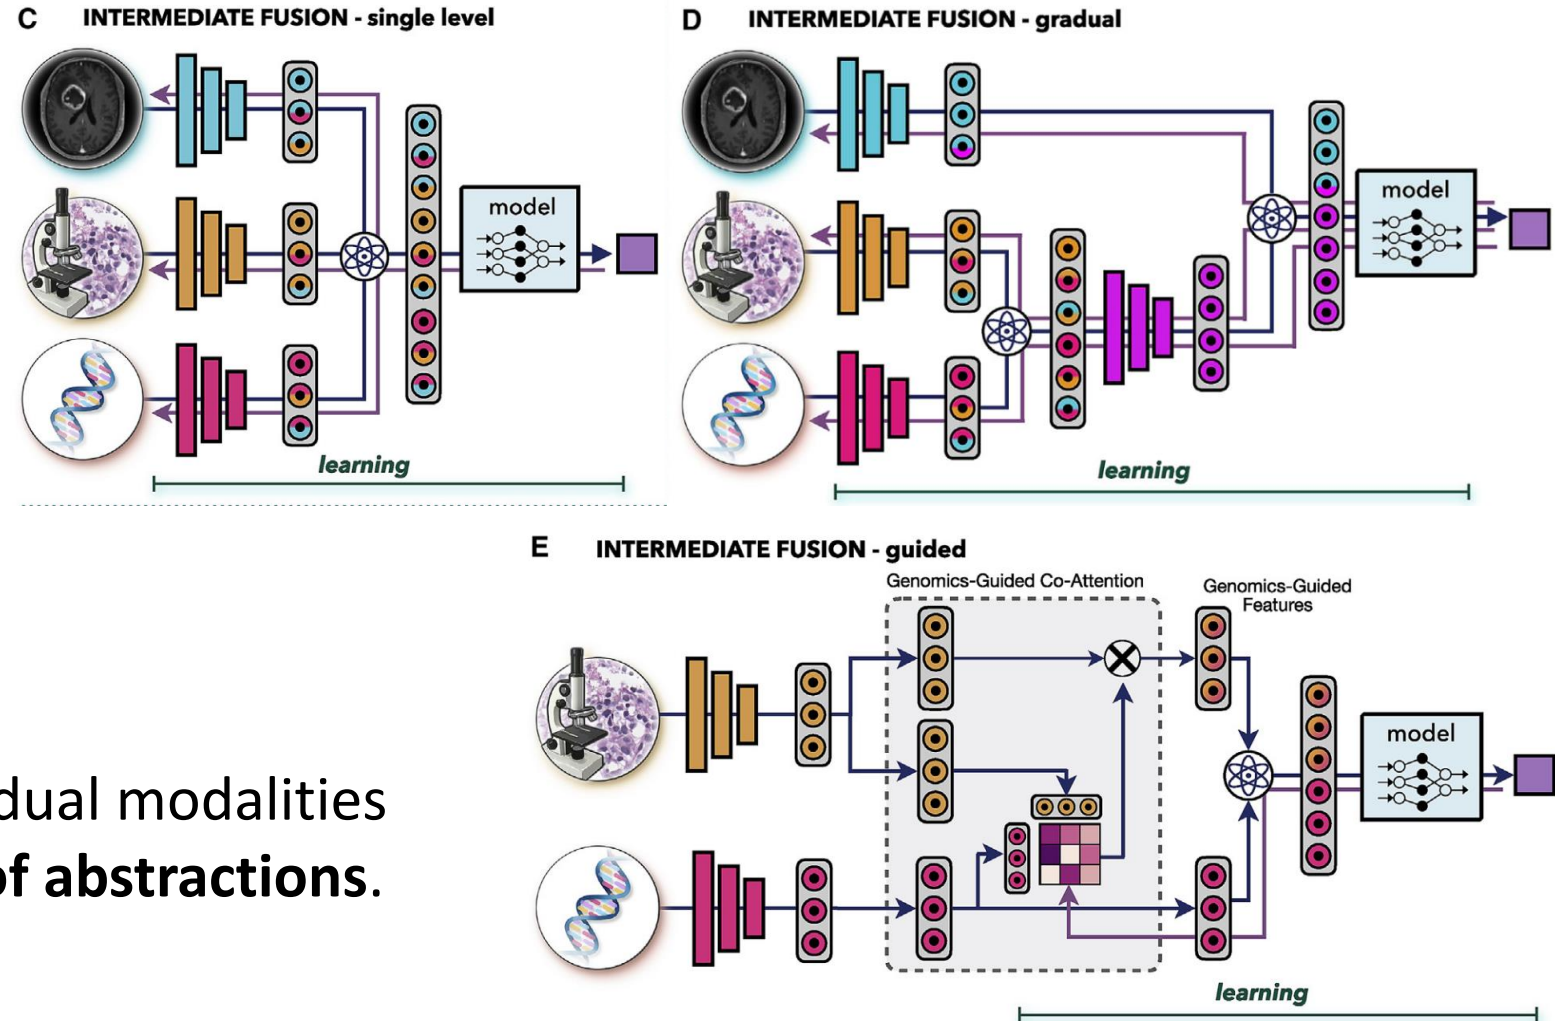 C INTERMEDIATE FUSION - single level
model
learning
D INTERMEDIATE FUSION - gradual
model
learning
E INTERMEDIATE FUSION - guided
Genomics-Guided Co-Attention
Genomics-Guided
Features
model
learning
dual modalities
of abstractions.